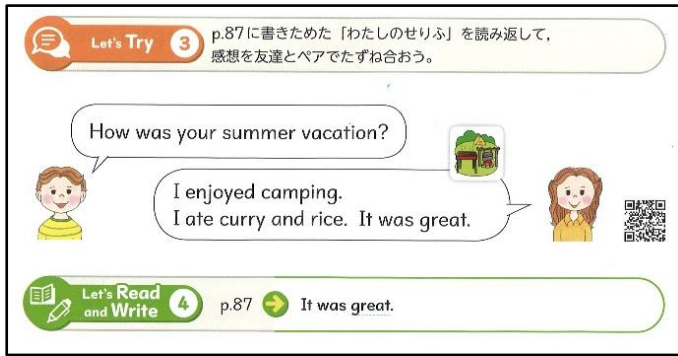 Let's Try 3
p.87に書きためた「わたしのせりふ」を読み返して,
感想を友達とペアでたずね合おう。
How was your summer vacation?
I enjoyed camping.
I ate curry and rice. It was great.
Let's Read
and Write 4
p.87 It was great.